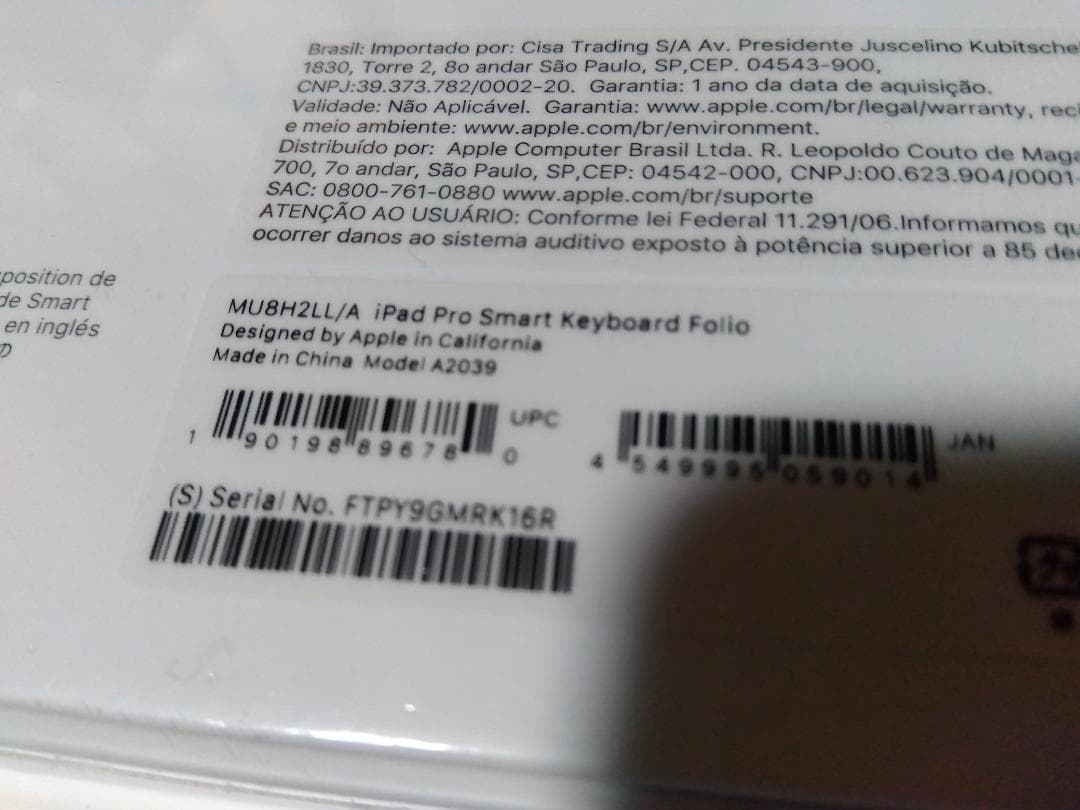 Brasil: Importado por: Cisa Trading S/A Av. Presidente Juscelino Kubitsche
1830, Torre 2, 8o andar São Paulo, SP,CEP. 04543-900,
CNPJ:39.373.782/0002-20. Garantia: 1 ano da data de aquisição.
Validade: Não Aplicável. Garantia: www.apple.com/br/legal/warranty, reci
e meio ambiente: www.apple.com/br/environment.
Distribuído por: Apple Computer Brasil Ltda. R. Leopoldo Couto de Maga
700, 7o andar, São Paulo, SP,CEP: 04542-000, CNPJ:00.623.904/0001-
SAC: 0800-761-0880 www.apple.com/br/suporte
ATENÇÃO AO USUÁRIO: Conforme lei Federal 11.291/06.Informamos qu
ocorrer danos ao sistema auditivo exposto à potência superior a 85 de
position de
de Smart
en inglés
MU8H2LL/A iPad Pro Smart Keyboard Folio
Designed by Apple in California
Made in China Model A2039
UPC
1 90198 89678 0
JAN
4 549995 059014
(S) Serial No. FTPY9GMRK16R